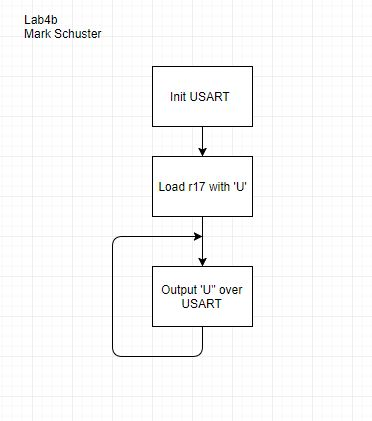 Lab4b
Mark Schuster
Init USART
Load r17 with 'U'
Output 'U" over
USART